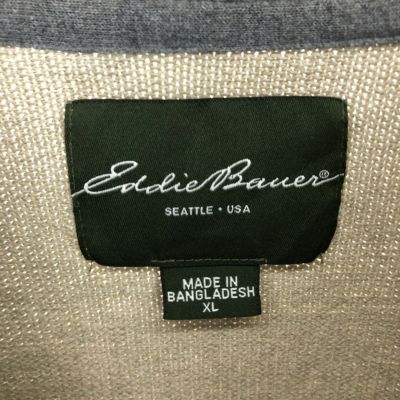 Eddie Bauer®
SEATTLE • USA
MADE IN
BANGLADESH
XL